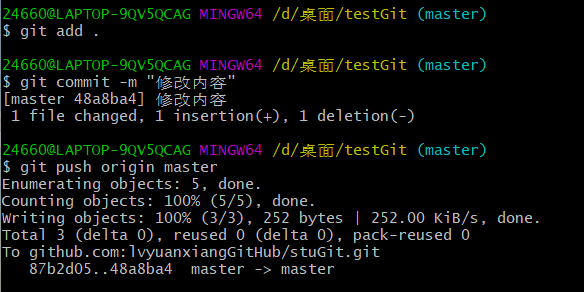 24660@LAPTOP-9QV5QCAG MINGW64 /d/桌面/testGit (master)
$ git add .
24660@LAPTOP-9QV5QCAG MINGW64 /d/桌面/testGit (master)
$ git commit -m "修改内容"
[master 48a8ba4] 修改内容
 1 file changed, 1 insertion(+), 1 deletion(-)
24660@LAPTOP-9QV5QCAG MINGW64 /d/桌面/testGit (master)
$ git push origin master
Enumerating objects: 5, done.
Counting objects: 100% (5/5), done.
Writing objects: 100% (3/3), 252 bytes | 252.00 KiB/s, done.
Total 3 (delta 0), reused 0 (delta 0), pack-reused 0
To github.com:lvyuanxiangGitHub/stuGit.git
   87b2d05..48a8ba4  master -> master